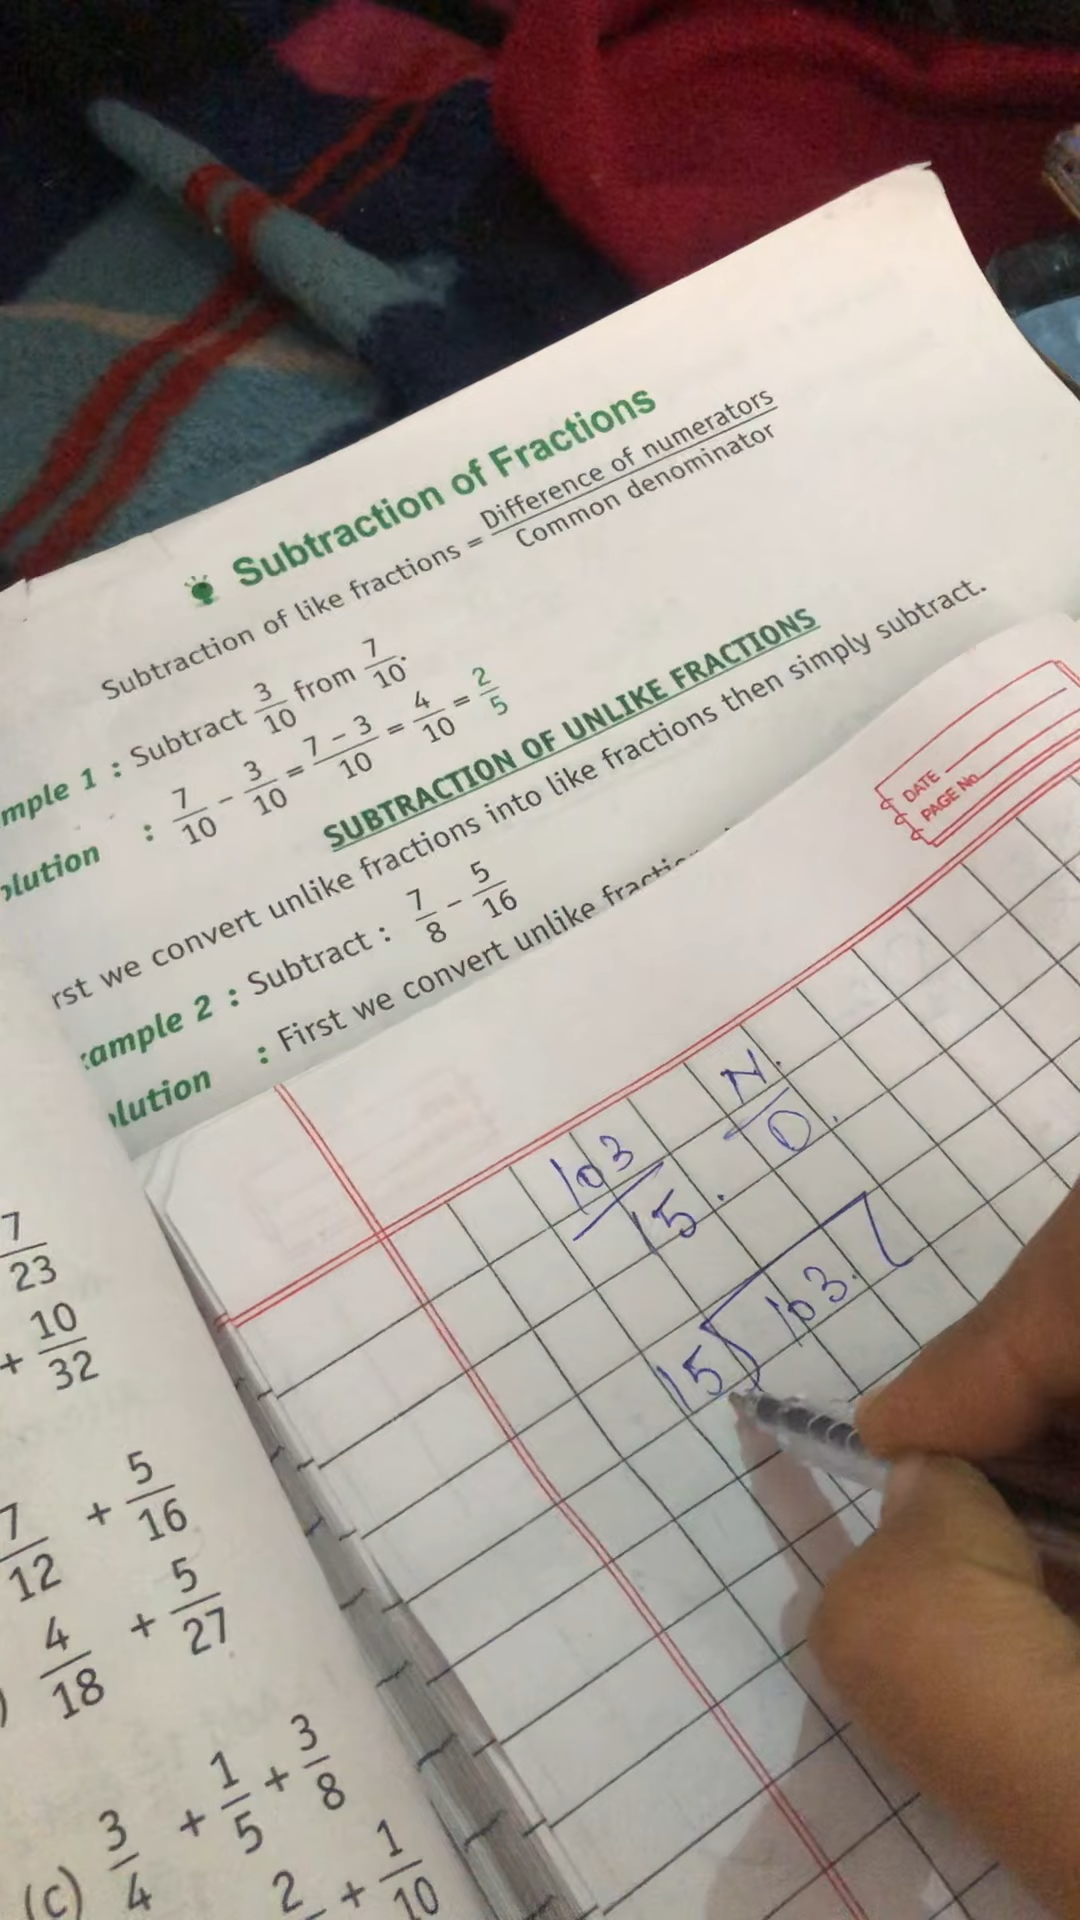 Subtraction of Fractions
Subtraction of like fractions = Difference of numerators / Common denominator
mple 1 : Subtract 3/10 from 7/10.
olution : 7/10 - 3/10 = 7 - 3/10 = 4/10 = 2/5
SUBTRACTION OF UNLIKE FRACTIONS
rst we convert unlike fractions into like fractions then simply subtract.
xample 2 : Subtract : 7/8 - 5/16
olution : First we convert unlike
DATE
PAGE No.
103/15. N./D.
15) 103. (
7/23
+ 10/32
7/12 + 5/16
) 4/18 + 5/27
(C) 3/4 + 1/5 + 3/8
2 + 1/10